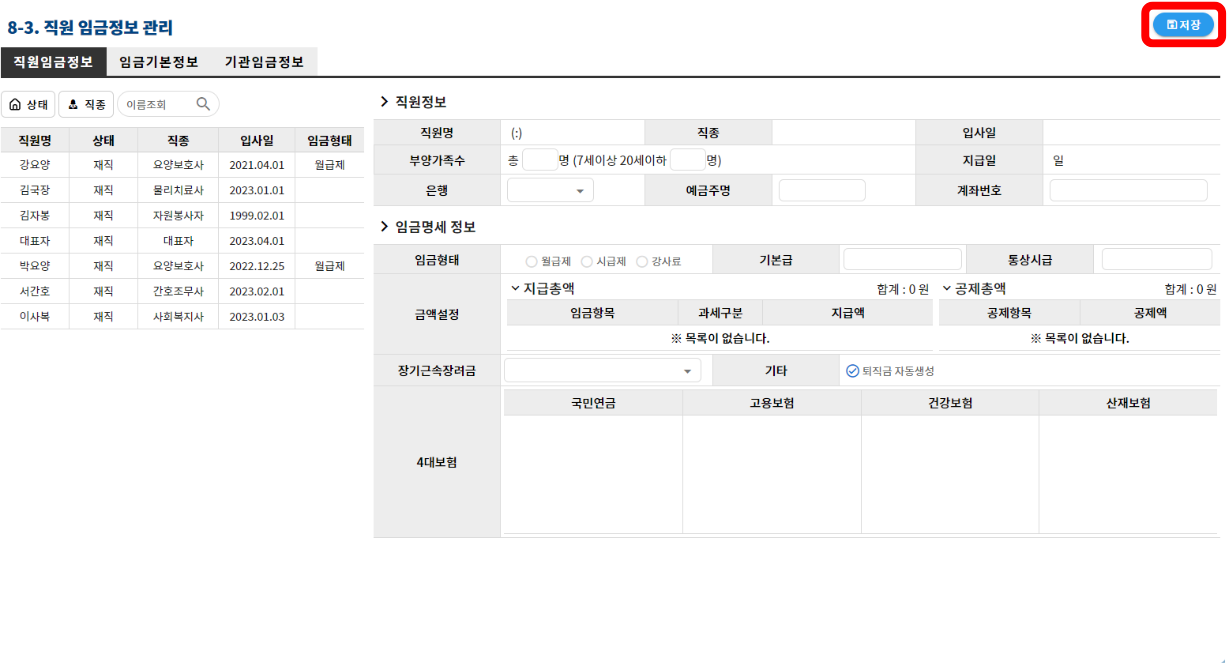 8-3. 직원 임금정보 관리
저장
직원임금정보 임금기본정보 기관임금정보
상태 직종 이름조회
직원명 상태 직종 입사일 임금형태
강요양 재직 요양보호사 2021.04.01 월급제
김국장 재직 물리치료사 2023.01.01
김자봉 재직 자원봉사자 1999.02.01
대표자 재직 대표자 2023.04.01
박요양 재직 요양보호사 2022.12.25 월급제
서간호 재직 간호조무사 2023.02.01
이사복 재직 사회복지사 2023.01.03
직원정보
직원명 (:) 직종 입사일
부양가족수 총 명 (7세이상 20세이하 명) 지급일 일
은행 예금주명 계좌번호
임금명세 정보
임금형태 월급제 시급제 강사료 기본급 통상시급
금액설정
지급총액 합계 : 0 원 공제총액 합계 : 0 원
임금항목 과세구분 지급액 공제항목 공제액
※ 목록이 없습니다. ※ 목록이 없습니다.
장기근속장려금 기타 퇴직금 자동생성
4대보험
국민연금 고용보험 건강보험 산재보험